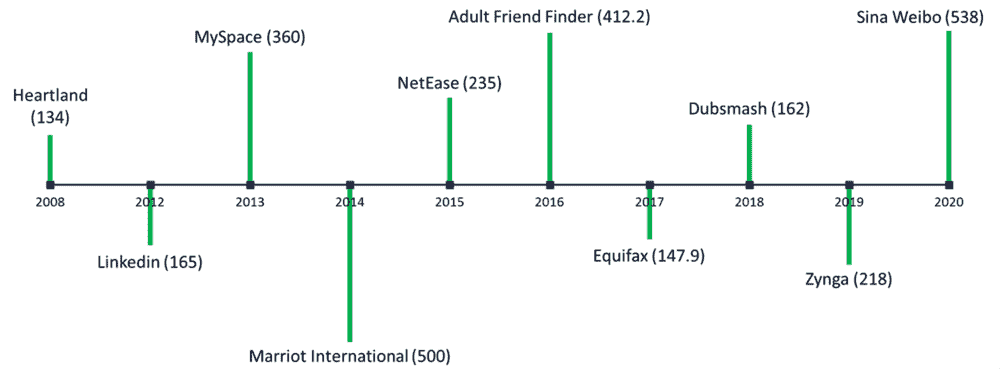 Adult Friend Finder (412.2)
Sina Weibo (538)
MySpace (360)
NetEase (235)
Heartland
(134)
Dubsmash (162)
2008 2012 2013 2014 2015 2016 2017 2018 2019 2020
Linkedin (165)
Equifax (147.9)
Zynga (218)
Marriot International (500)